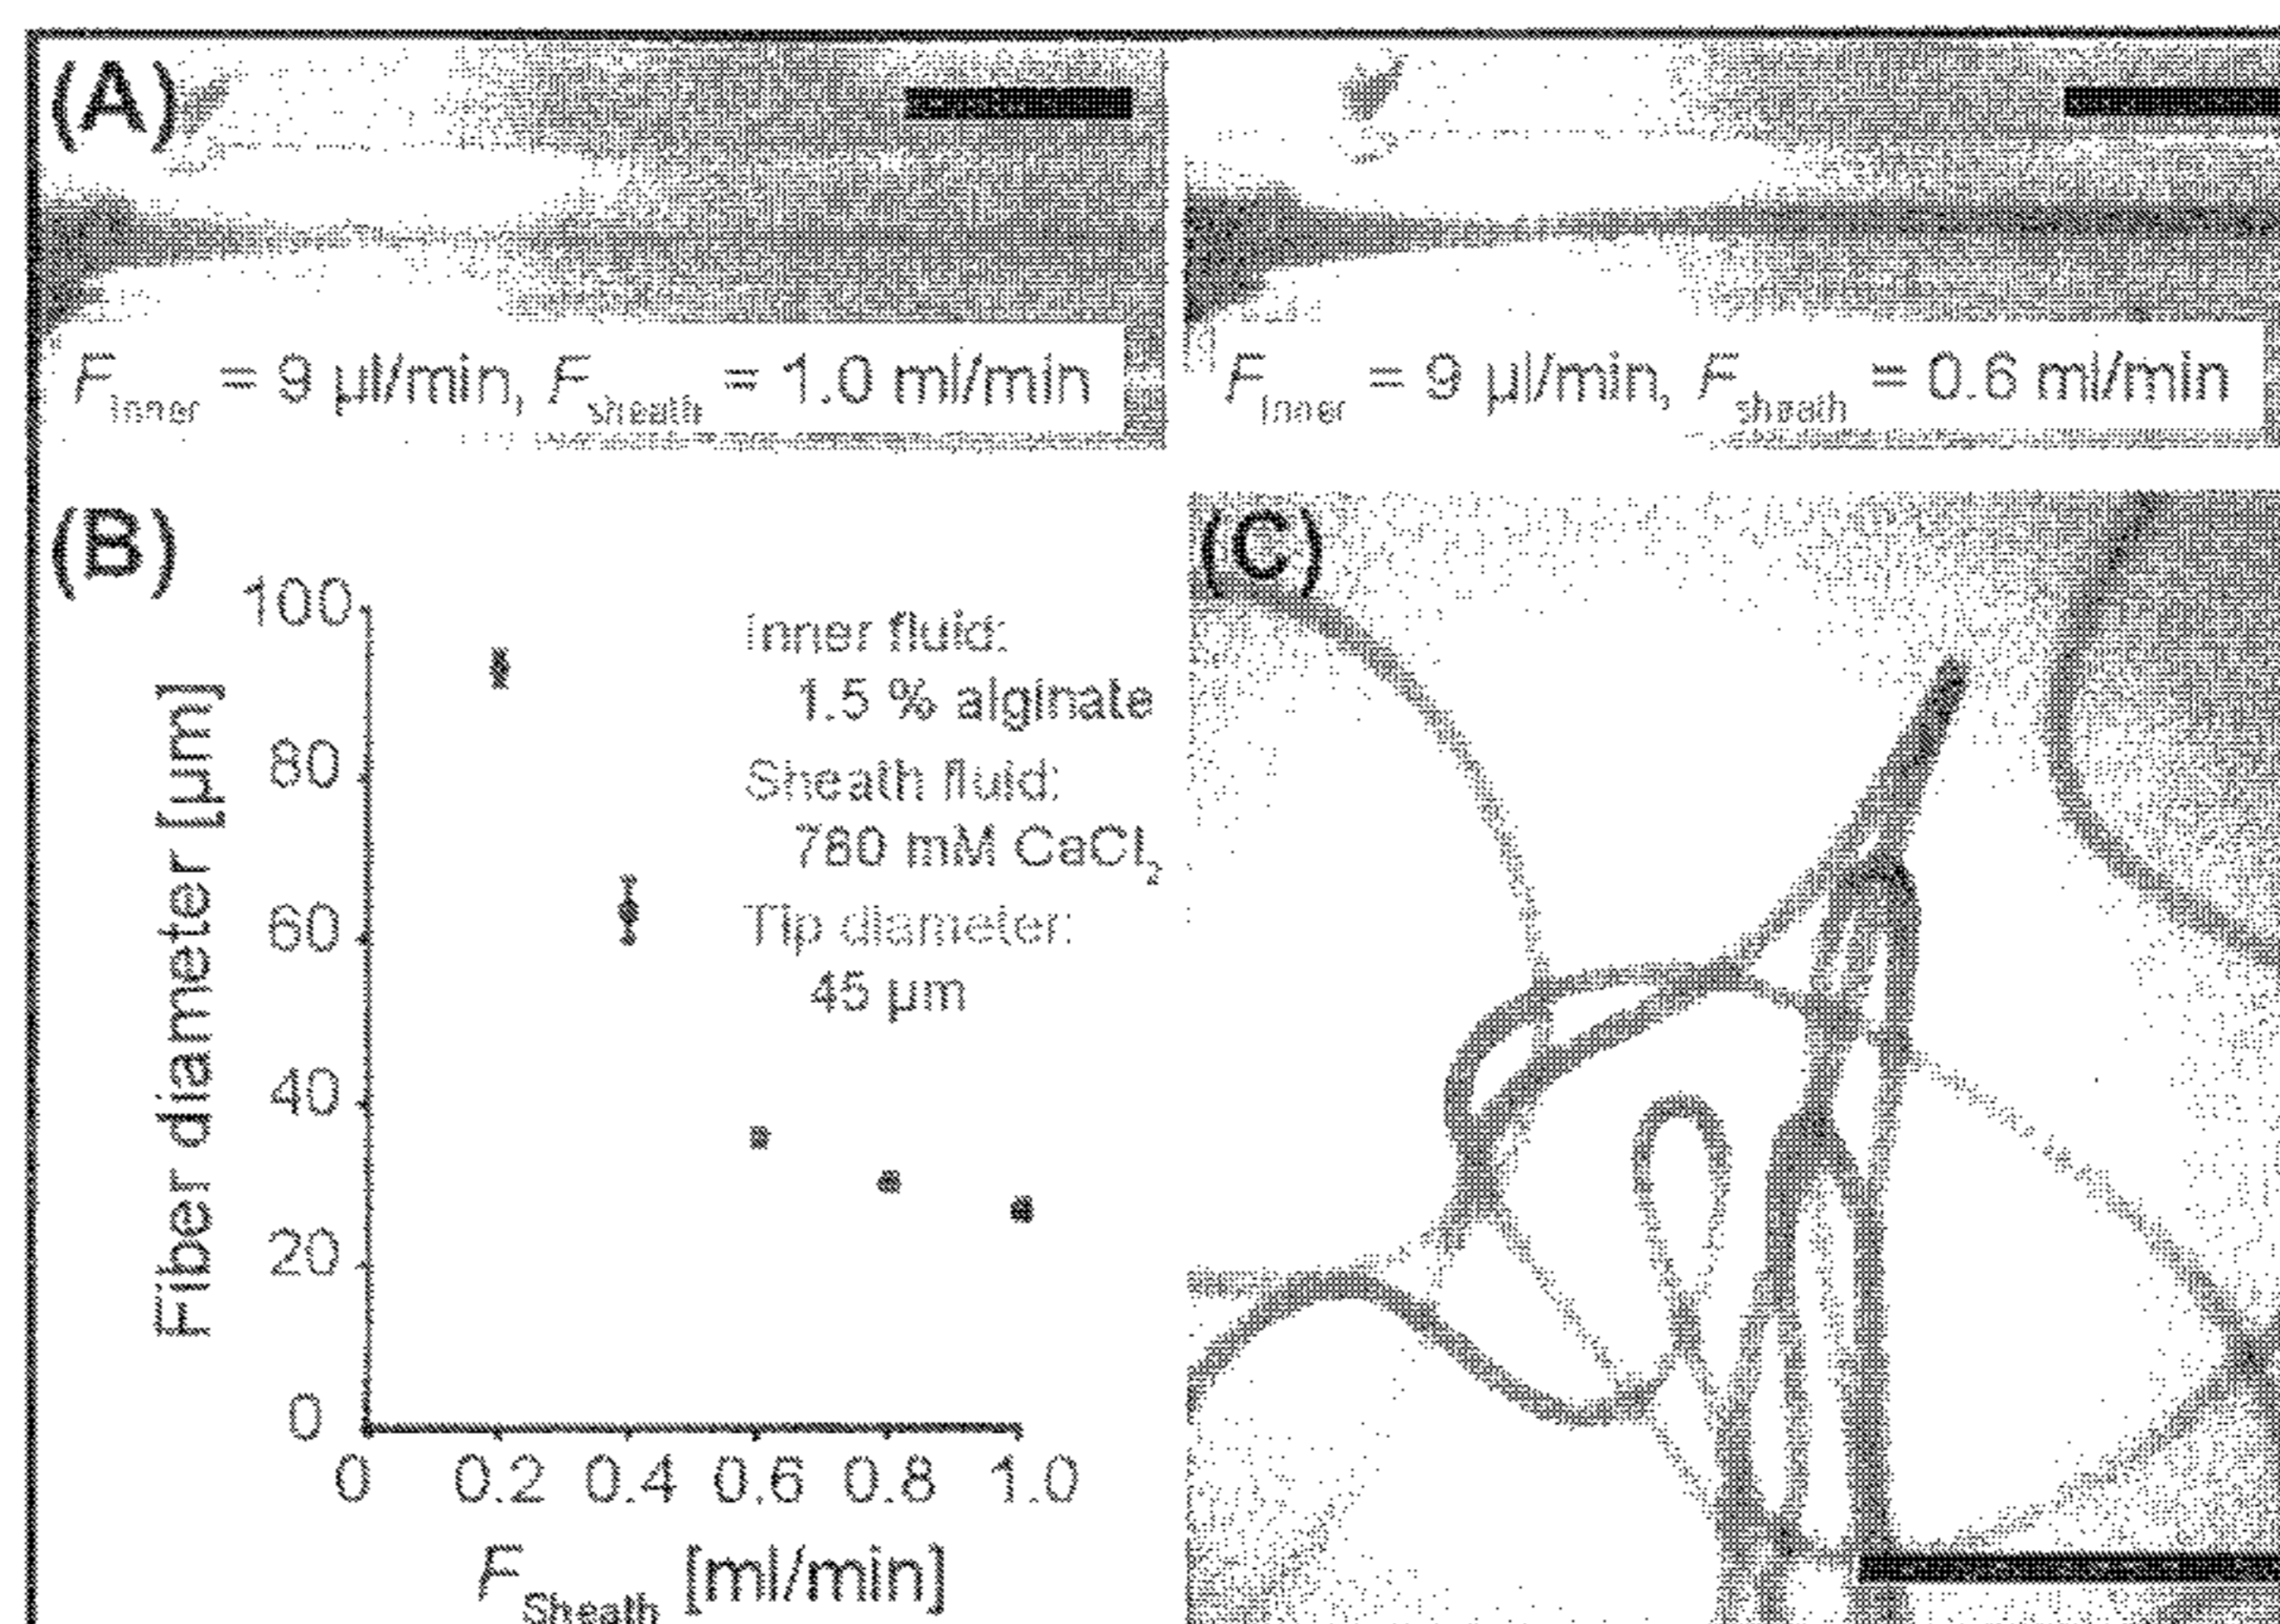 (A)
F_inner = 9 μl/min, F_sheath = 1.0 ml/min
F_inner = 9 μl/min, F_sheath = 0.6 ml/min
(B)
100
80
60
40
20
0
Fiber diameter [μm]
Inner fluid:
1.5 % alginate
Sheath fluid:
780 mM CaCl₂
Tip diameter:
45 μm
0 0.2 0.4 0.6 0.8 1.0
F_Sheath [ml/min]
(C)